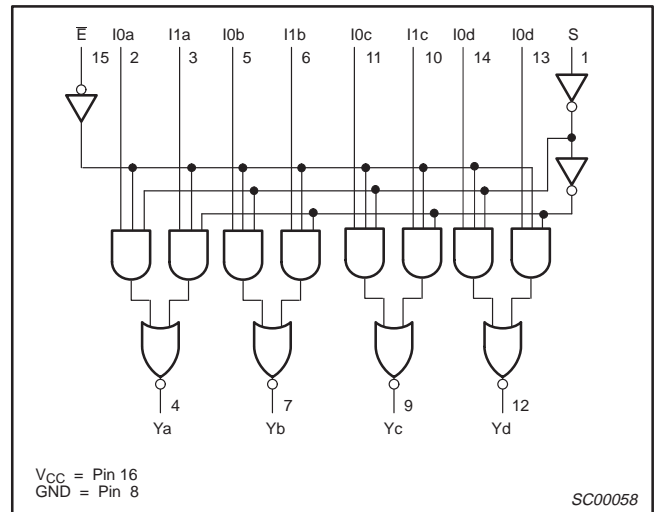 E̅ I0a I1a I0b I1b I0c I1c I0d I0d S
15 2 3 5 6 11 10 14 13 1
4 7 9 12
Ya Yb Yc Yd
VCC = Pin 16
GND = Pin 8
SC00058